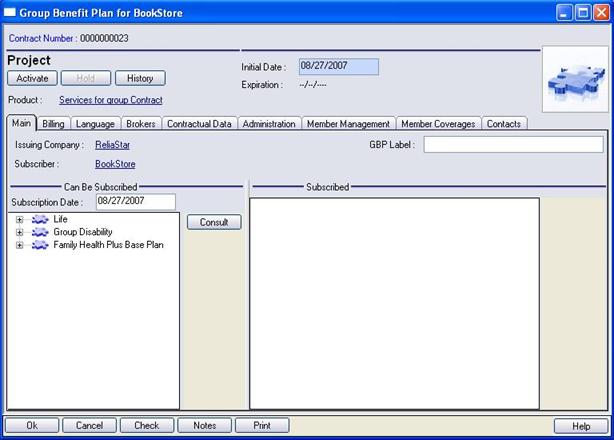 Group Benefit Plan for BookStore
Contract Number : 0000000023
Project
Activate Hold History
Initial Date : 08/27/2007
Expiration : --/--/----
Product : Services for group Contract
Main Billing Language Brokers Contractual Data Administration Member Management Member Coverages Contacts
Issuing Company : ReliaStar
GBP Label :
Subscriber : BookStore
Can Be Subscribed
Subscribed
Subscription Date : 08/27/2007
Life
Group Disability
Family Health Plus Base Plan
Consult
Ok Cancel Check Notes Print Help